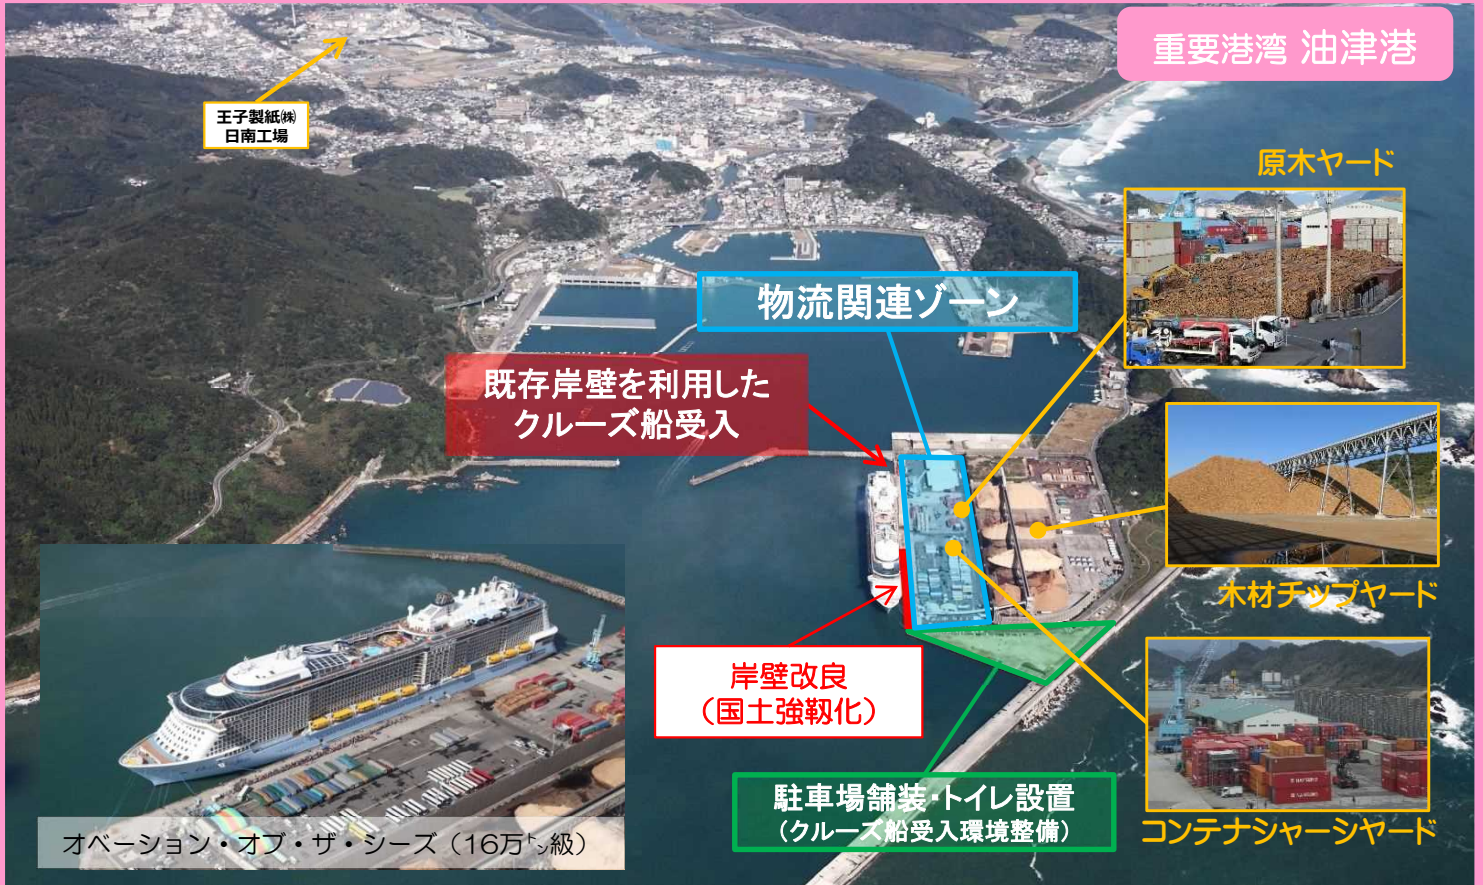 重要港湾 油津港
王子製紙㈱
日南工場
原木ヤード
物流関連ゾーン
既存岸壁を利用した
クルーズ船受入
木材チップヤード
岸壁改良
（国土強靱化）
駐車場舗装・トイレ設置
（クルーズ船受入環境整備）
コンテナシャーシヤード
オベーション・オブ・ザ・シーズ（16万㌧級）